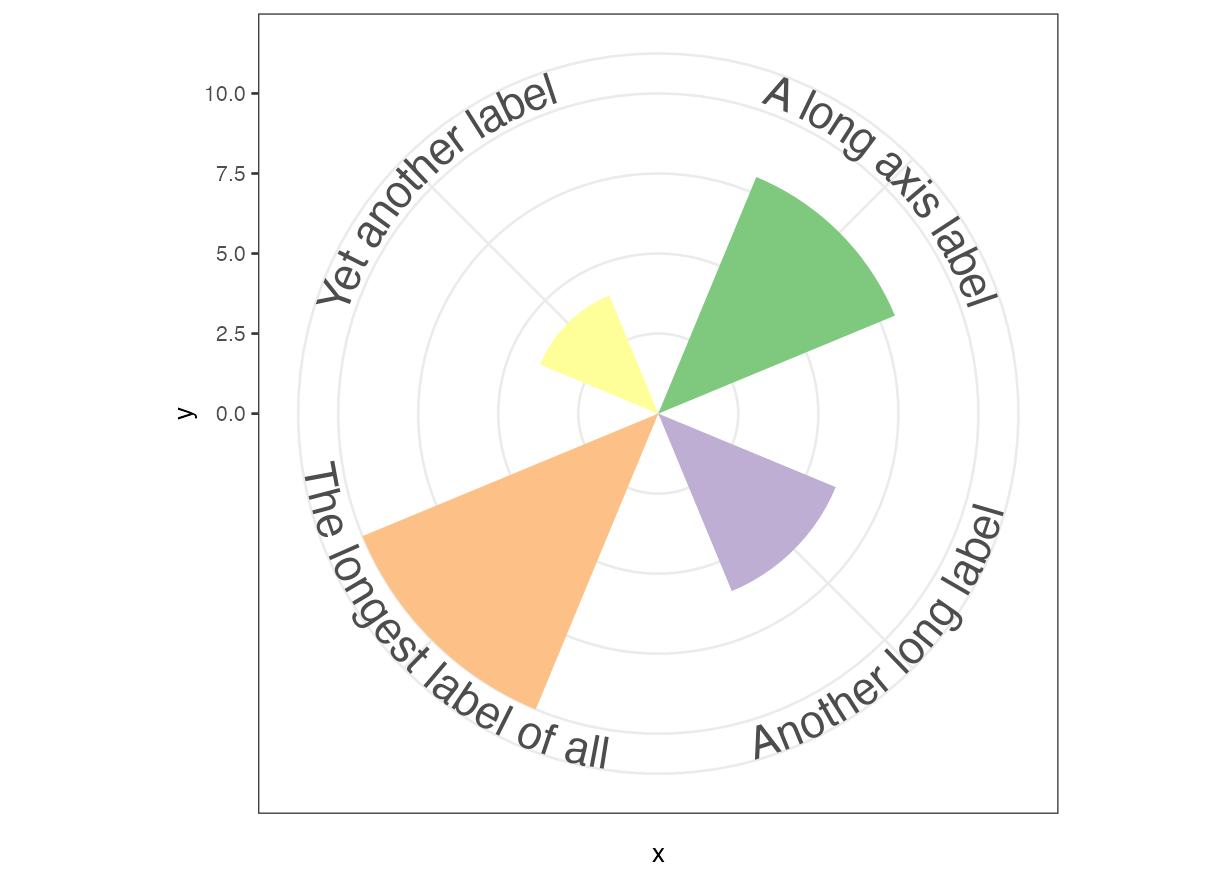 10.0
7.5
5.0
2.5
0.0
y
Yet another label
A long axis label
The longest label of all
Another long label
x